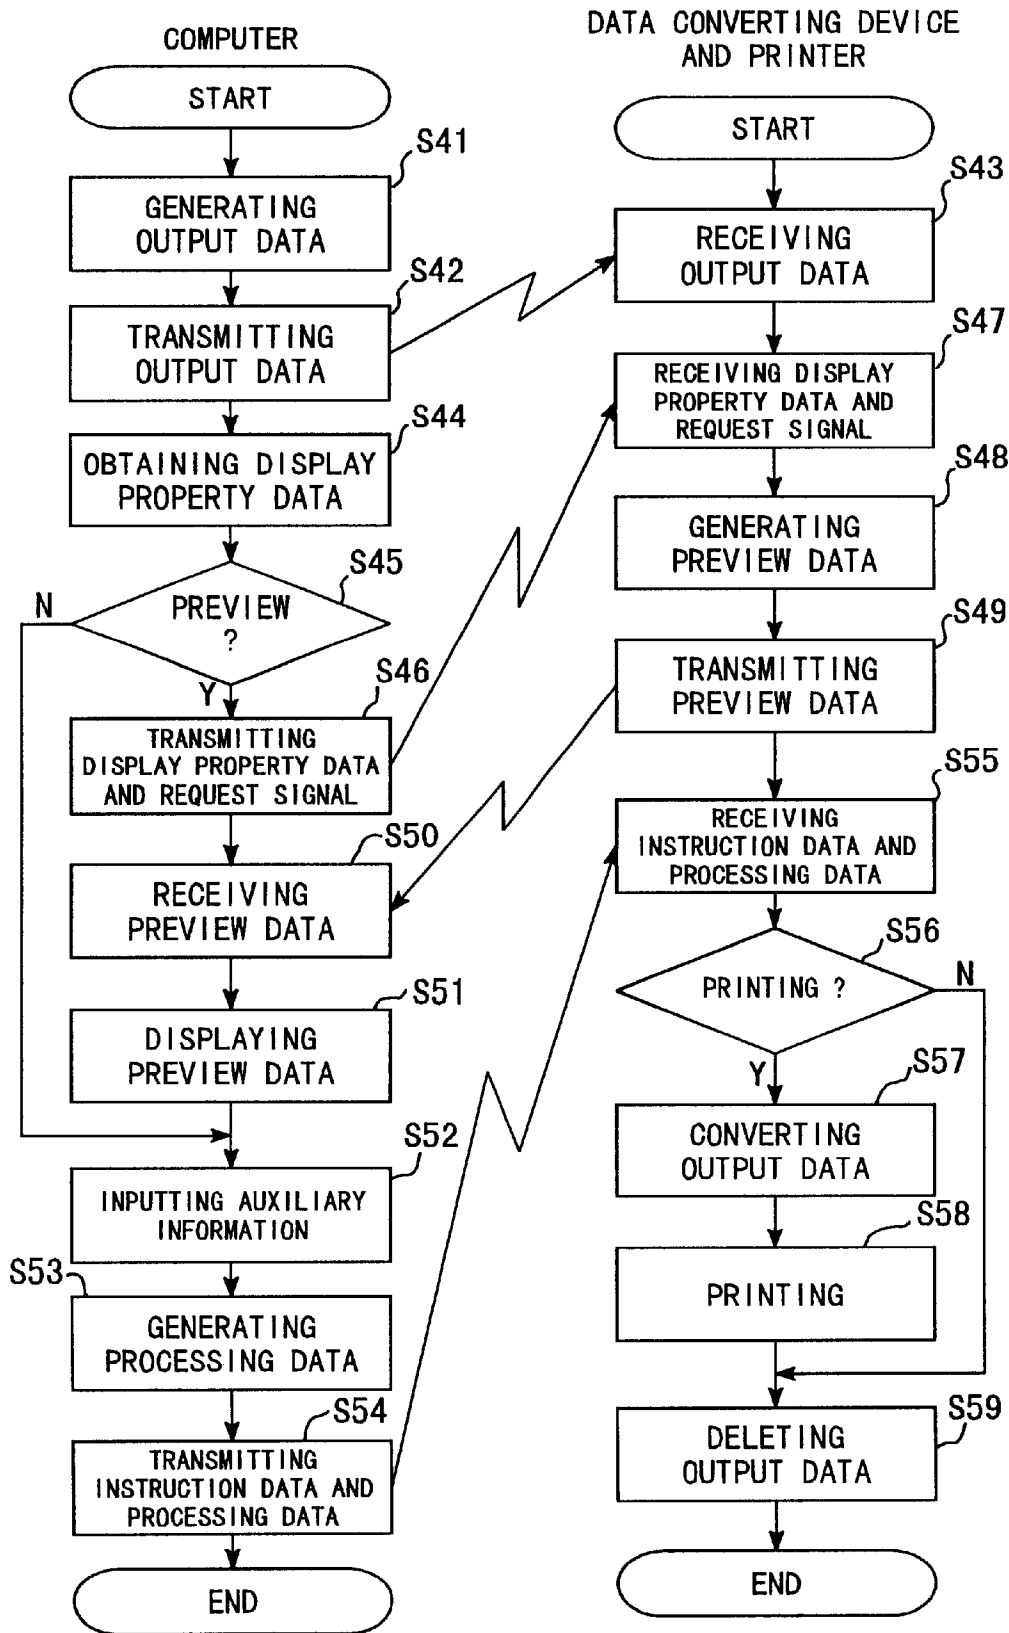 COMPUTER
START
S41
GENERATING
OUTPUT DATA
S42
TRANSMITTING
OUTPUT DATA
S44
OBTAINING DISPLAY
PROPERTY DATA
S45
N
PREVIEW
?
Y
S46
TRANSMITTING
DISPLAY PROPERTY DATA
AND REQUEST SIGNAL
S50
RECEIVING
PREVIEW DATA
S51
DISPLAYING
PREVIEW DATA
S52
INPUTTING AUXILIARY
INFORMATION
S53
GENERATING
PROCESSING DATA
S54
TRANSMITTING
INSTRUCTION DATA AND
PROCESSING DATA
END
DATA CONVERTING DEVICE
AND PRINTER
START
S43
RECEIVING
OUTPUT DATA
S47
RECEIVING DISPLAY
PROPERTY DATA AND
REQUEST SIGNAL
S48
GENERATING
PREVIEW DATA
S49
TRANSMITTING
PREVIEW DATA
S55
RECEIVING
INSTRUCTION DATA AND
PROCESSING DATA
S56
PRINTING ?
N
Y
S57
CONVERTING
OUTPUT DATA
S58
PRINTING
S59
DELETING
OUTPUT DATA
END